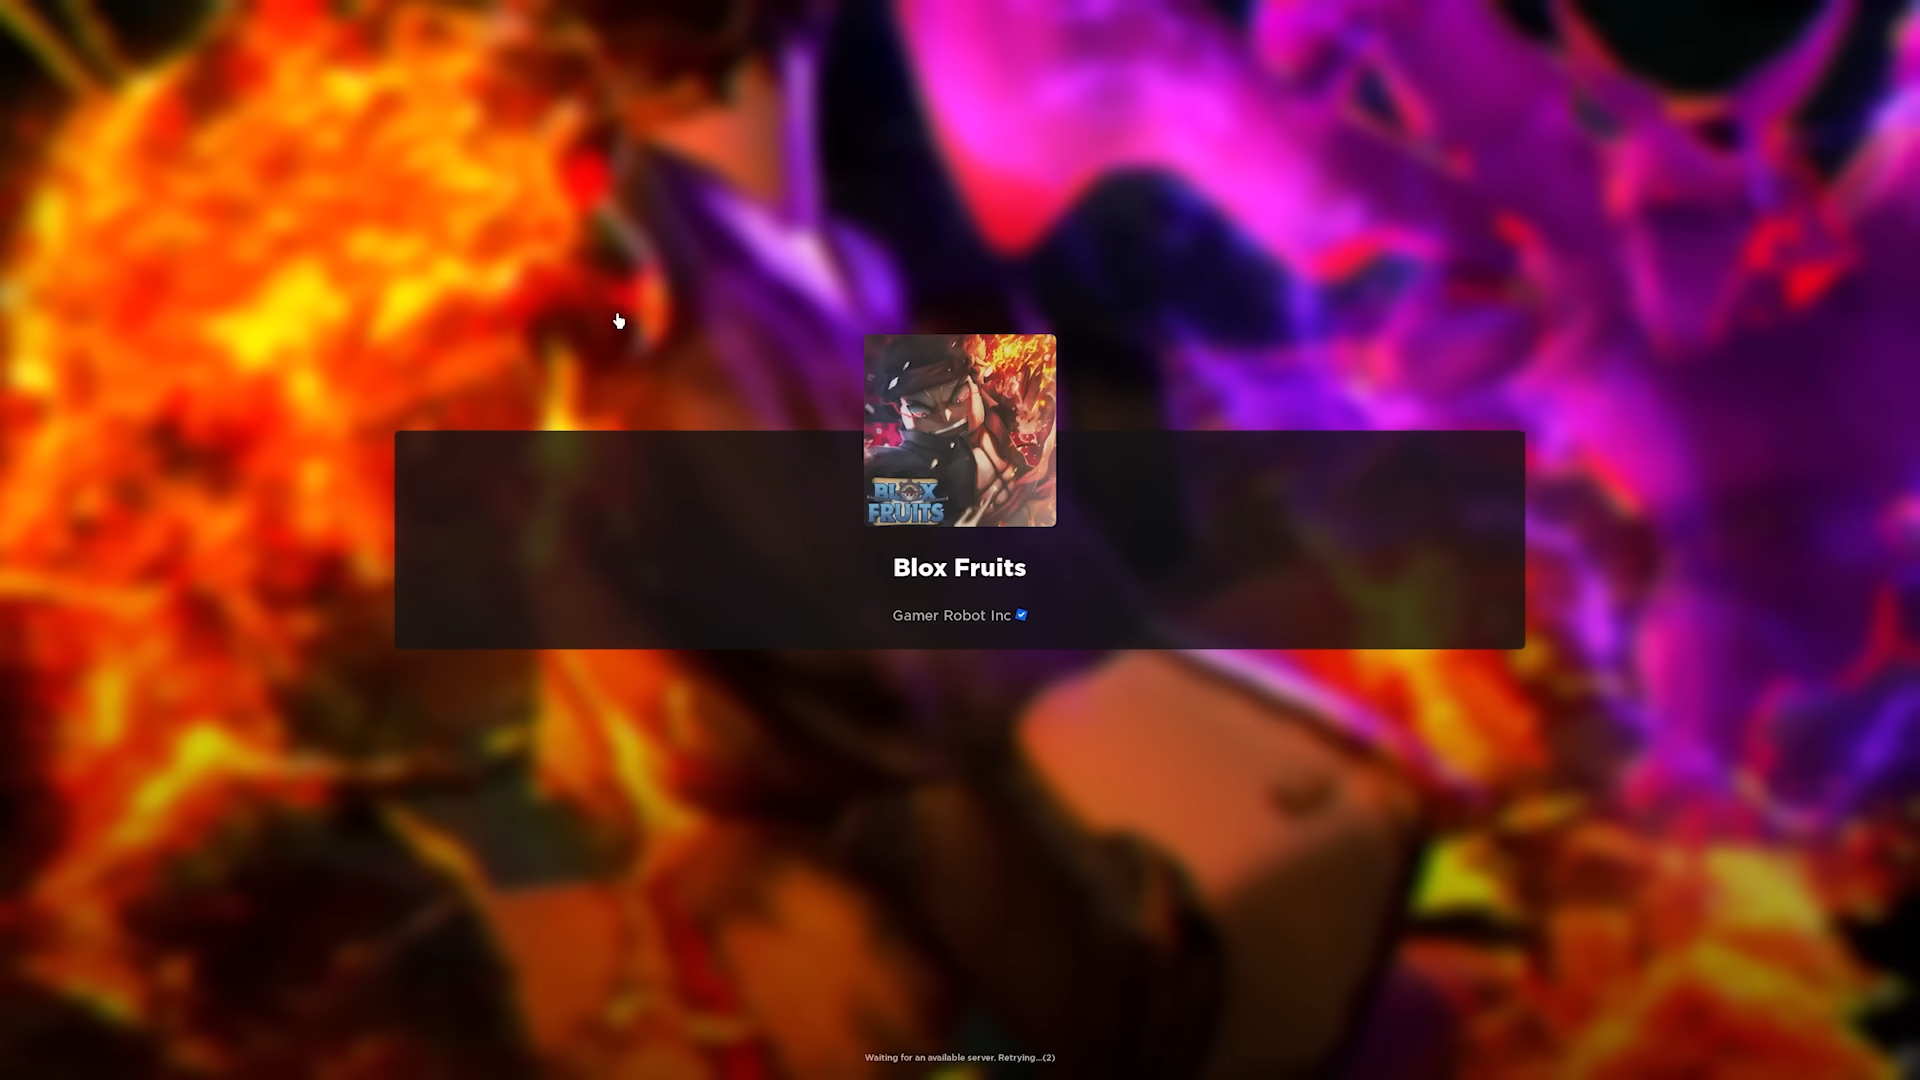 BLOX
FRUITS
Blox Fruits
Gamer Robot Inc
Waiting for an available server. Retrying...(2)